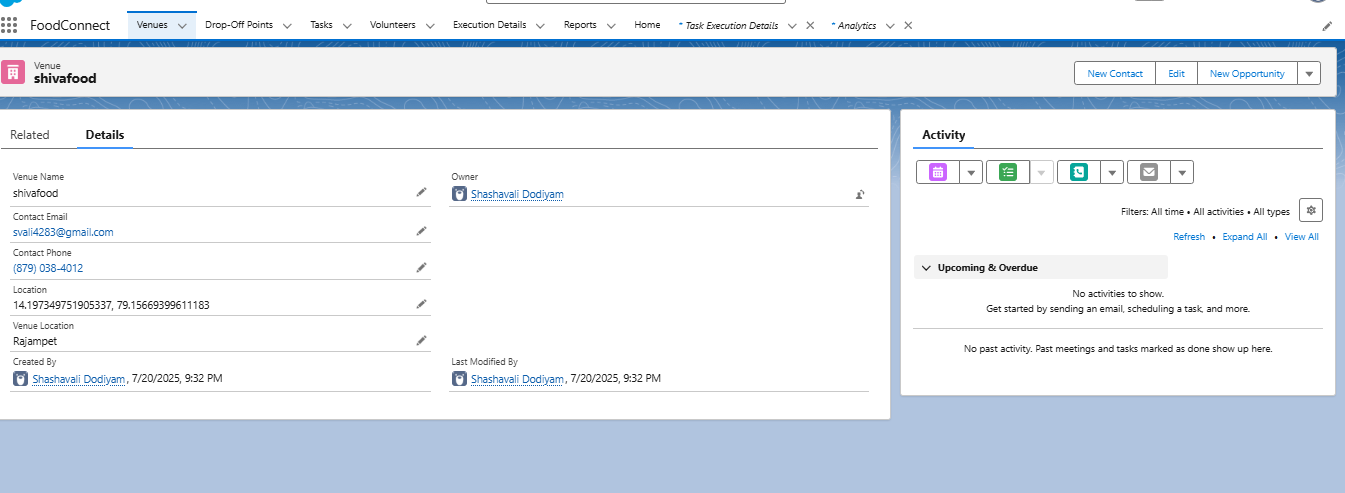 FoodConnect
Venues
Drop-Off Points
Tasks
Volunteers
Execution Details
Reports
Home
* Task Execution Details
* Analytics
Venue
shivafood
New Contact
Edit
New Opportunity
Related
Details
Venue Name
shivafood
Owner
Shashavali Dodiyam
Contact Email
svali4283@gmail.com
Contact Phone
(879) 038-4012
Location
14.197349751905337, 79.15669399611183
Venue Location
Rajampet
Created By
Shashavali Dodiyam, 7/20/2025, 9:32 PM
Last Modified By
Shashavali Dodiyam, 7/20/2025, 9:32 PM
Activity
Filters: All time • All activities • All types
Refresh • Expand All • View All
Upcoming & Overdue
No activities to show.
Get started by sending an email, scheduling a task, and more.
No past activity. Past meetings and tasks marked as done show up here.